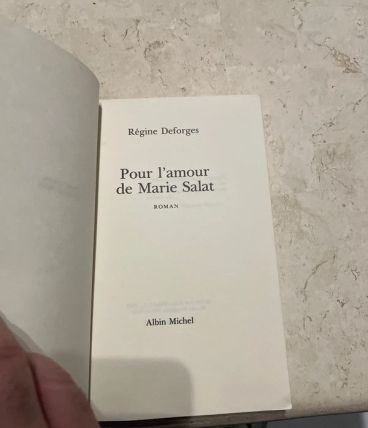 Régine Deforges
Pour l'amour
de Marie Salat
ROMAN
Albin Michel